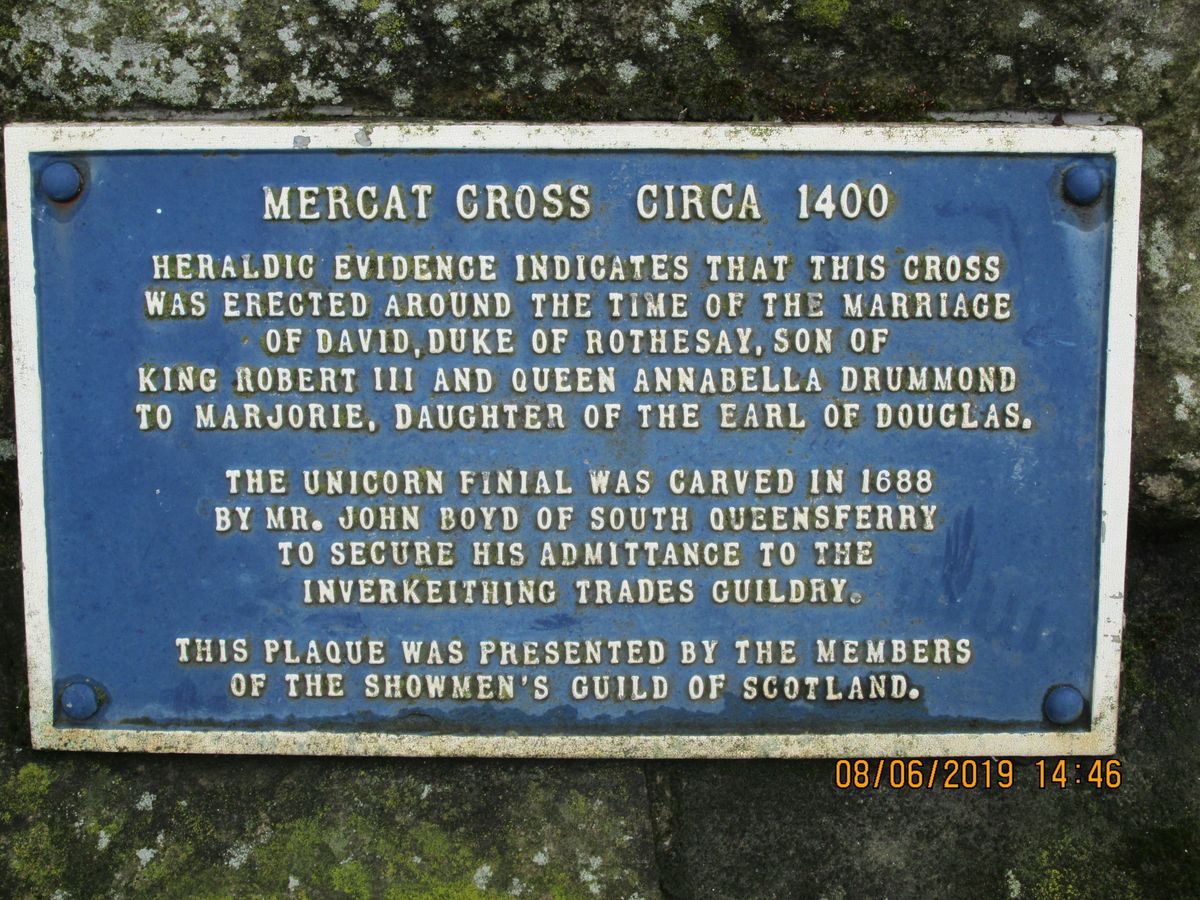 MERCAT CROSS CIRCA 1400
HERALDIC EVIDENCE INDICATES THAT THIS CROSS
WAS ERECTED AROUND THE TIME OF THE MARRIAGE
OF DAVID, DUKE OF ROTHESAY, SON OF
KING ROBERT III AND QUEEN ANNABELLA DRUMMOND
TO MARJORIE, DAUGHTER OF THE EARL OF DOUGLAS.
THE UNICORN FINIAL WAS CARVED IN 1688
BY MR. JOHN BOYD OF SOUTH QUEENSFERRY
TO SECURE HIS ADMITTANCE TO THE
INVERKEITHING TRADES GUILDRY.
THIS PLAQUE WAS PRESENTED BY THE MEMBERS
OF THE SHOWMEN'S GUILD OF SCOTLAND.
08/06/2019 14:46